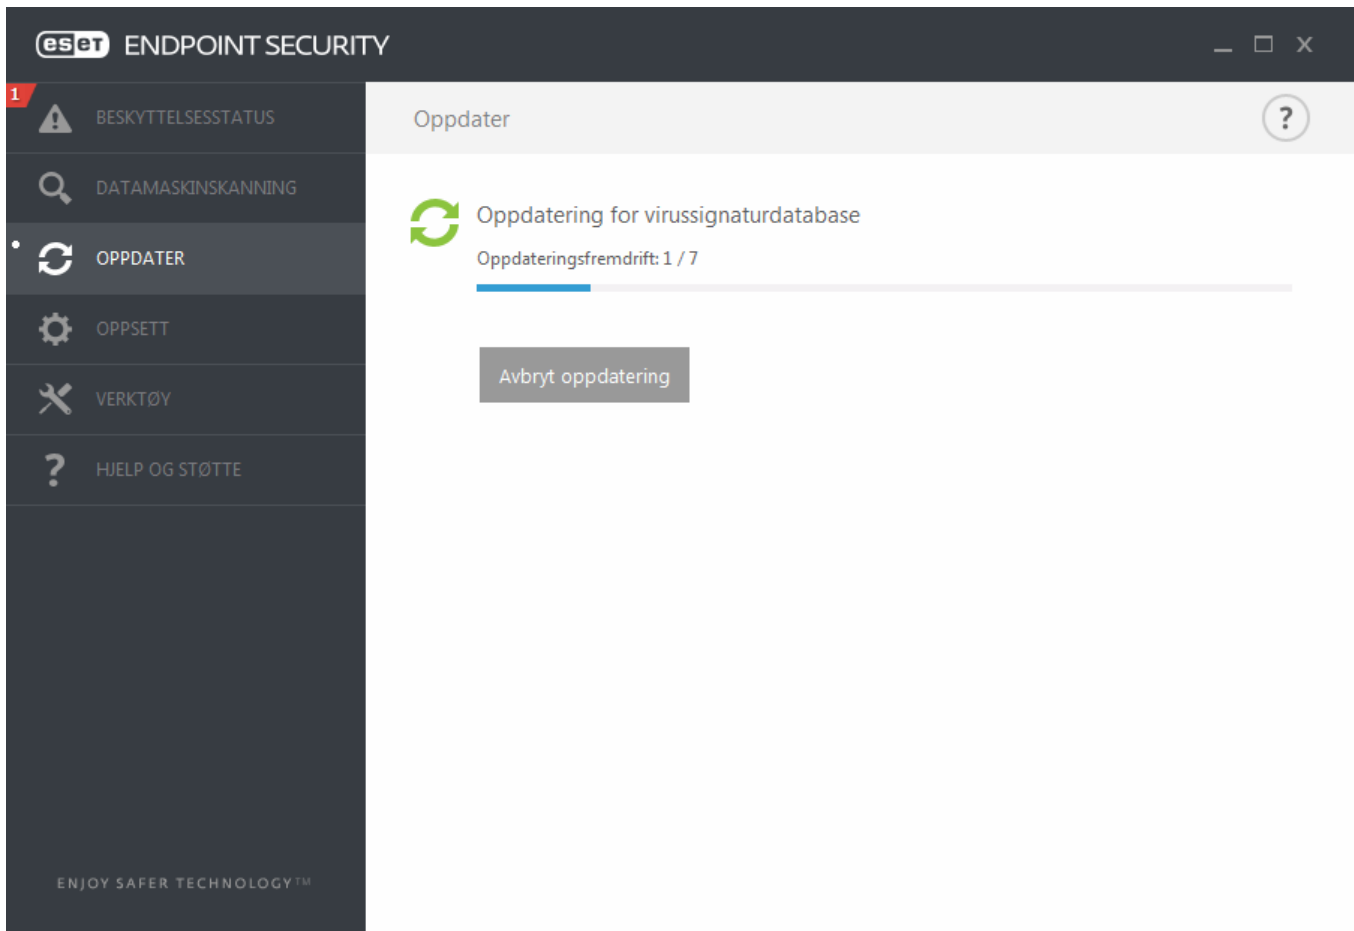 eset ENDPOINT SECURITY
1
BESKYTTELSESSTATUS
DATAMASKINSKANNING
OPPDATER
OPPSETT
VERKTØY
HJELP OG STØTTE
ENJOY SAFER TECHNOLOGY™
Oppdater
?
Oppdatering for virussignaturdatabase
Oppdateringsfremdrift: 1 / 7
Avbryt oppdatering